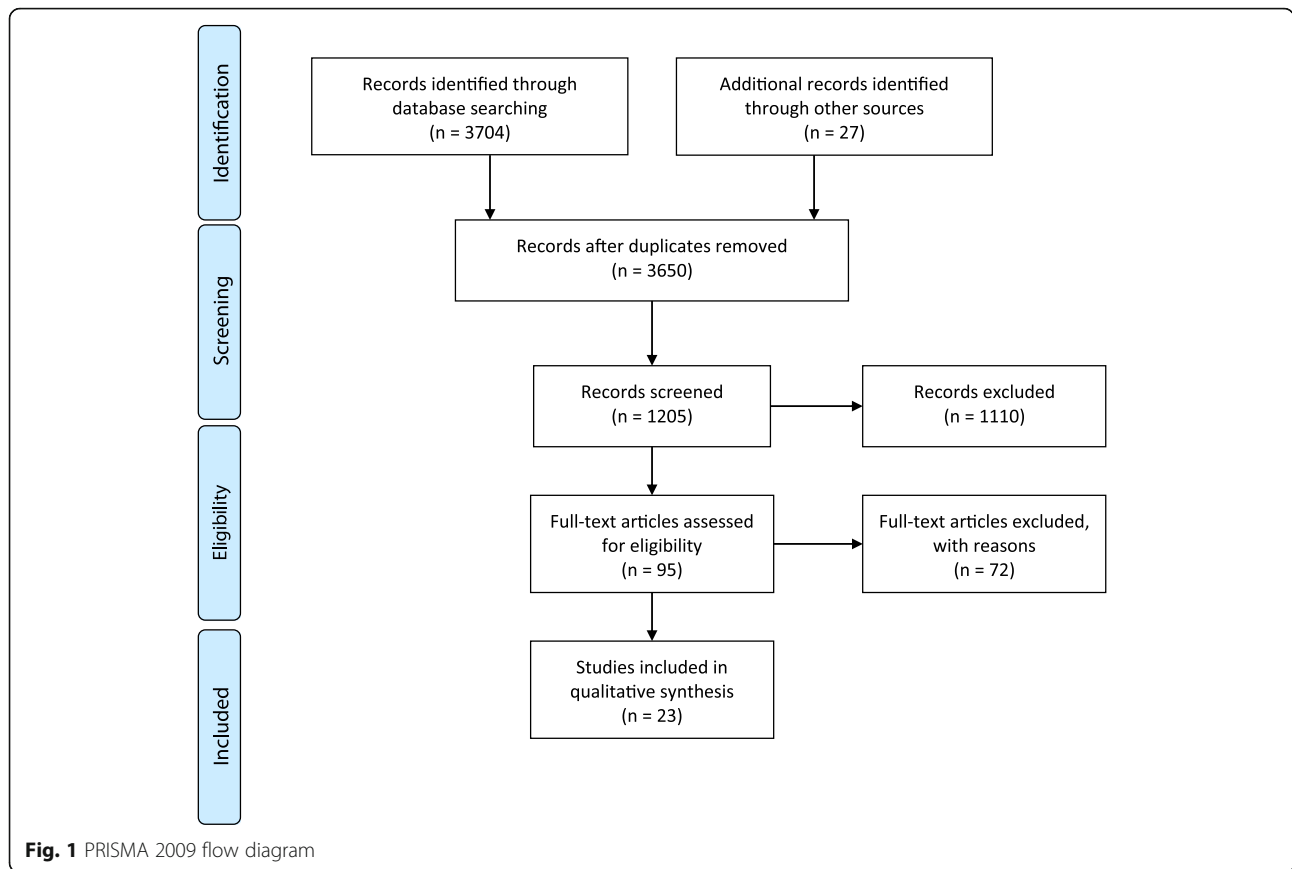 Identification
Records identified through
database searching
(n = 3704)
Additional records identified
through other sources
(n = 27)
Screening
Records after duplicates removed
(n = 3650)
Records screened
(n = 1205)
Records excluded
(n = 1110)
Eligibility
Full-text articles assessed
for eligibility
(n = 95)
Full-text articles excluded,
with reasons
(n = 72)
Included
Studies included in
qualitative synthesis
(n = 23)
Fig. 1 PRISMA 2009 flow diagram